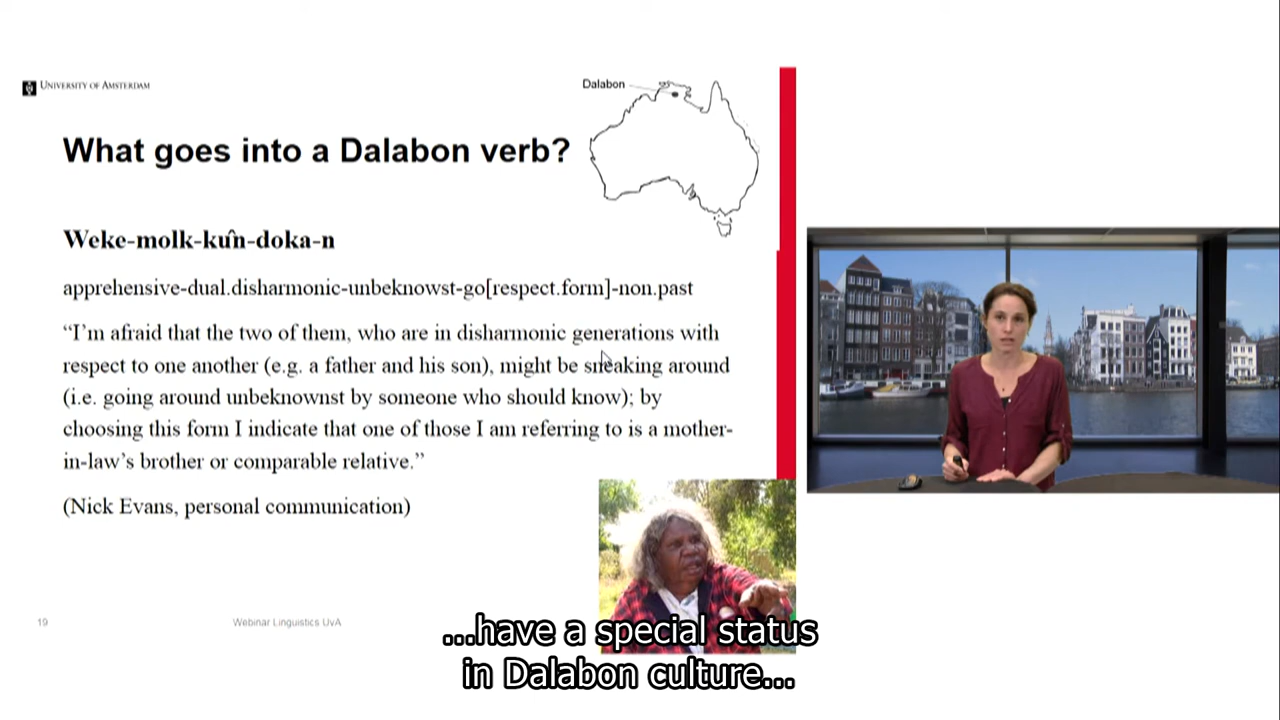 UNIVERSITY OF AMSTERDAM
Dalabon
What goes into a Dalabon verb?
Weke-molk-kûn-doka-n
apprehensive-dual.disharmonic-unbeknowst-go[respect.form]-non.past
“I’m afraid that the two of them, who are in disharmonic generations with
respect to one another (e.g. a father and his son), might be sneaking around
(i.e. going around unbeknownst by someone who should know); by
choosing this form I indicate that one of those I am referring to is a mother-
in-law’s brother or comparable relative.”
(Nick Evans, personal communication)
19
Webinar Linguistics UvA
...have a special status
in Dalabon culture...